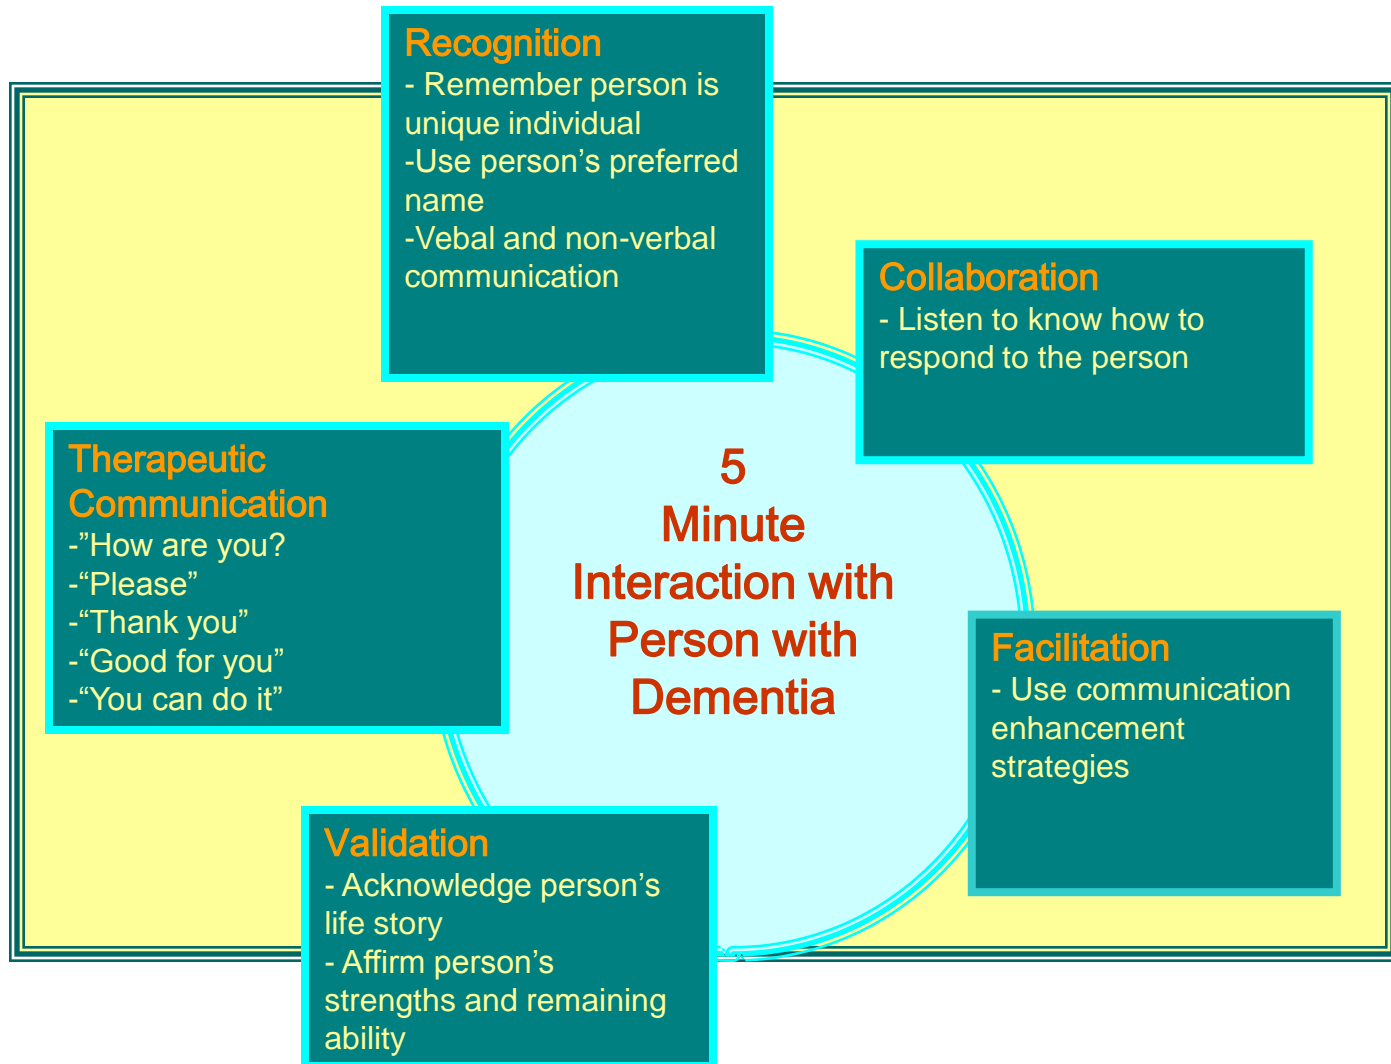 Recognition
- Remember person is
unique individual
-Use person’s preferred
name
-Vebal and non-verbal
communication
Collaboration
- Listen to know how to
respond to the person
Therapeutic
Communication
-”How are you?
-“Please”
-“Thank you”
-“Good for you”
-“You can do it”
5
Minute
Interaction with
Person with
Dementia
Facilitation
- Use communication
enhancement
strategies
Validation
- Acknowledge person’s
life story
- Affirm person’s
strengths and remaining
ability